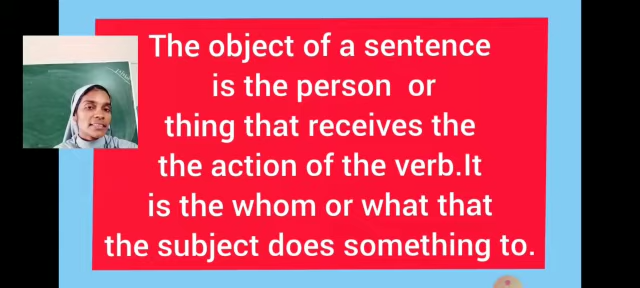 The object of a sentence
is the person or
thing that receives the
the action of the verb.It
is the whom or what that
the subject does something to.